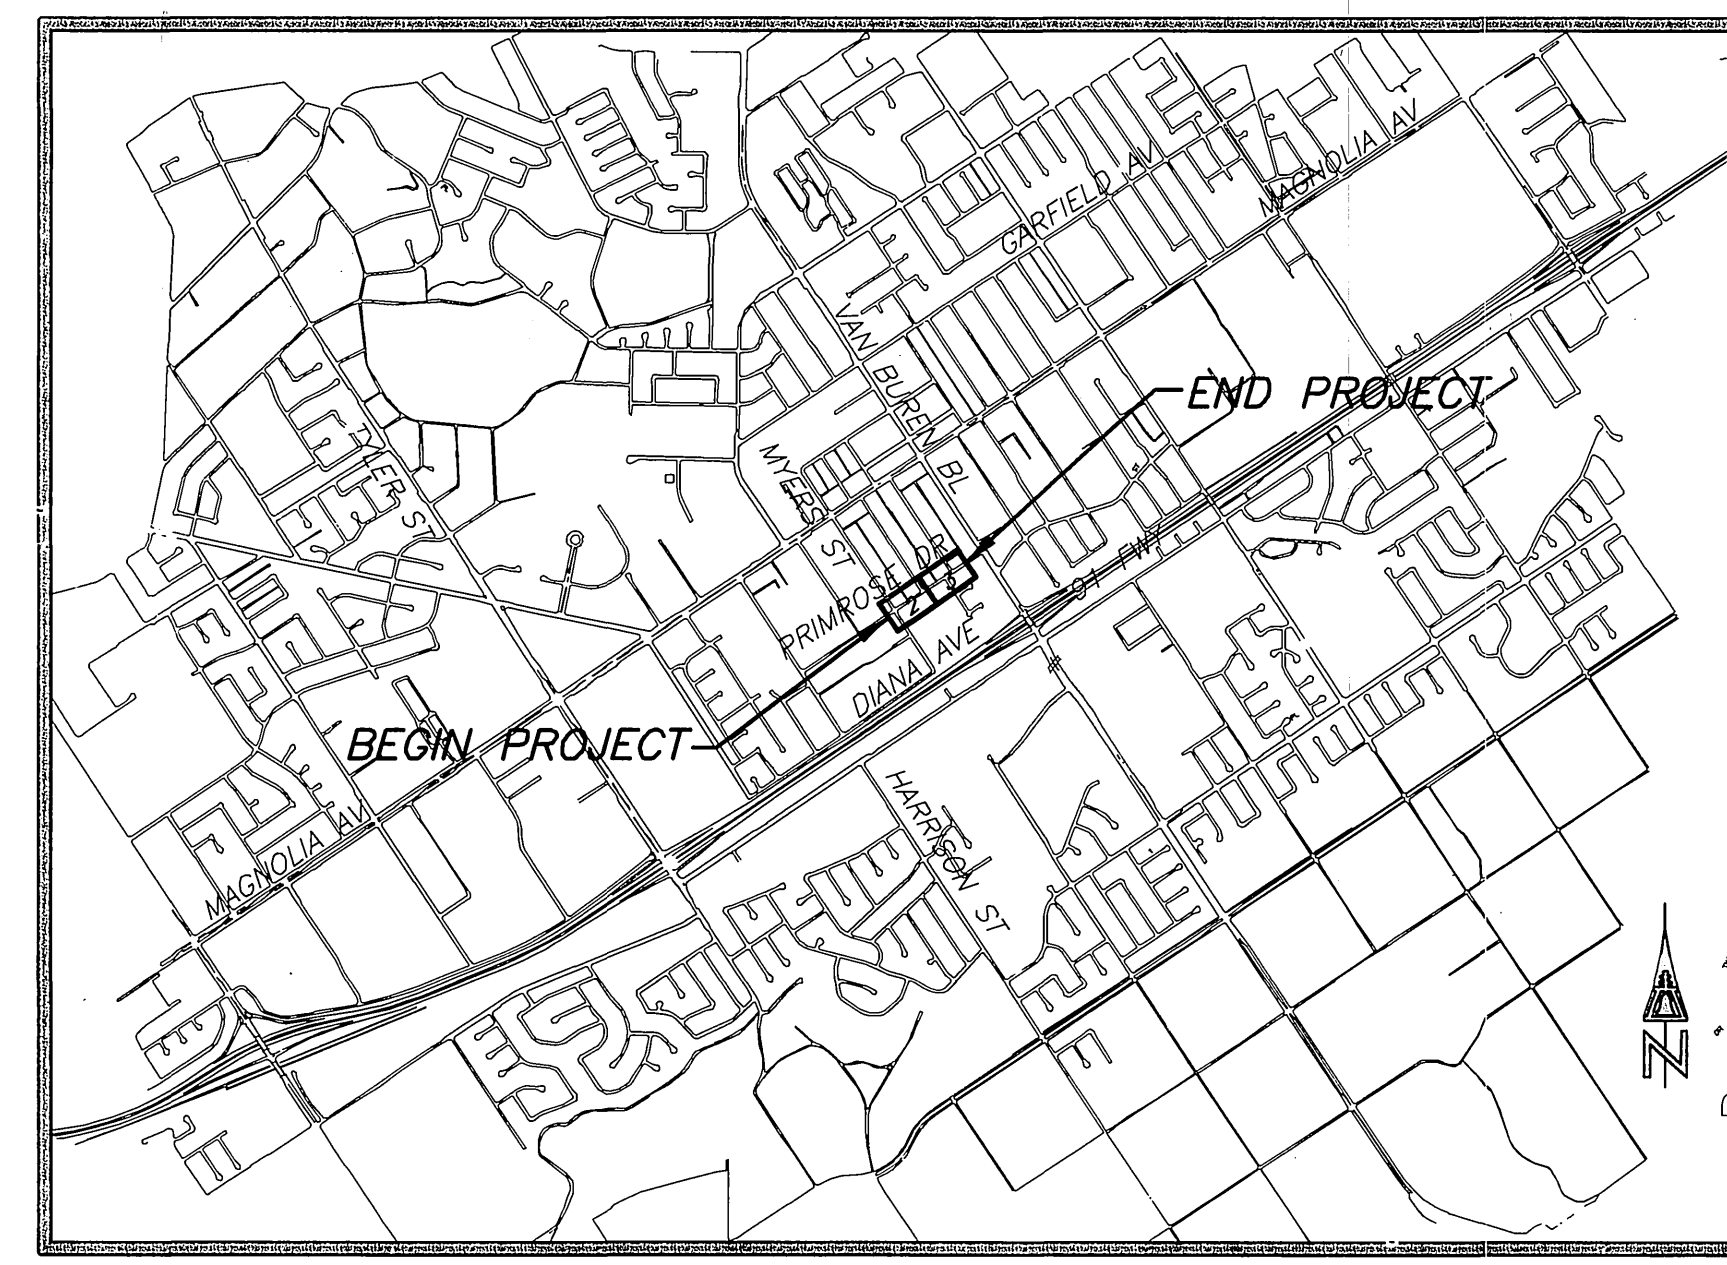 GARFIELD AV
MAGNOLIA AV
VAN BUREN BL
END PROJECT
TYLER ST
MYERS ST
PRIMROSE DR
2
3
91 FWY
DIANA AVE
BEGIN PROJECT
MAGNOLIA AV
HARRISON ST
N